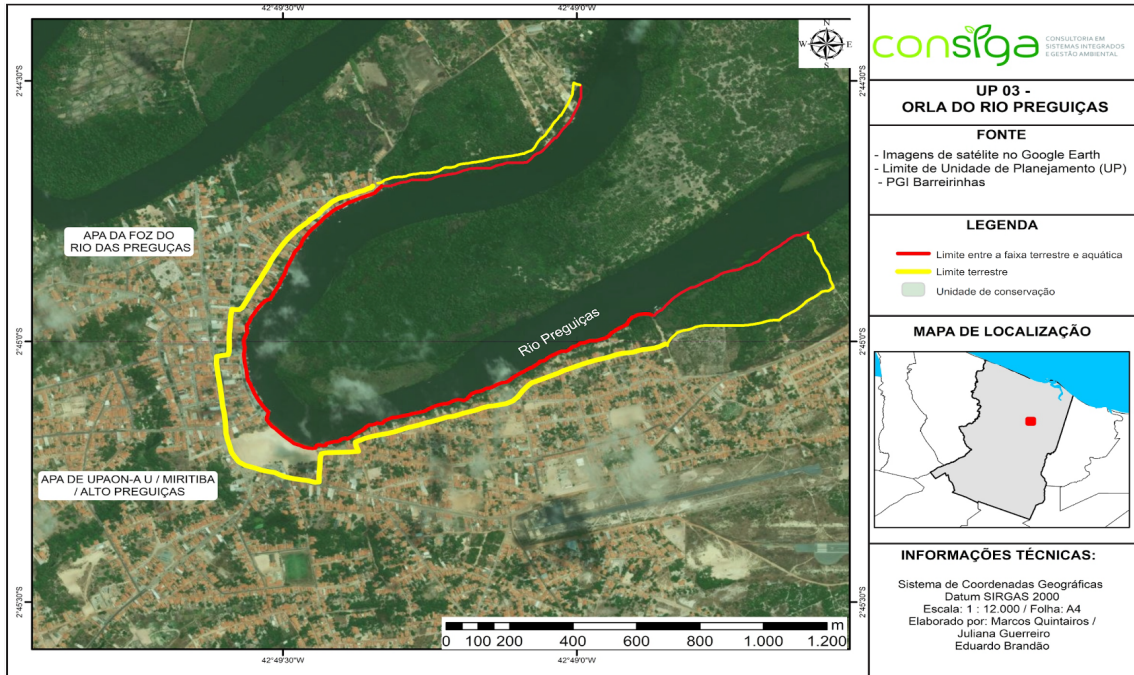 42°49'30"W
42°49'0"W
N
W
E
S
2°44'30"S
2°44'30"S
2°45'0"S
2°45'0"S
2°45'30"S
2°45'30"S
APA DA FOZ DO
RIO DAS PREGUÇAS
Rio Preguiças
APA DE UPAON-A U / MIRITIBA
/ ALTO PREGUIÇAS
m
0 100 200 400 600 800 1.000 1.200
42°49'30"W
42°49'0"W
consiga
CONSULTORIA EM
SISTEMAS INTEGRADOS
E GESTÃO AMBIENTAL
UP 03 -
ORLA DO RIO PREGUIÇAS
FONTE
- Imagens de satélite no Google Earth
- Limite de Unidade de Planejamento (UP)
- PGI Barreirinhas
LEGENDA
Limite entre a faixa terrestre e aquática
Limite terrestre
Unidade de conservação
MAPA DE LOCALIZAÇÃO
INFORMAÇÕES TÉCNICAS:
Sistema de Coordenadas Geográficas
Datum SIRGAS 2000
Escala: 1 : 12.000 / Folha: A4
Elaborado por: Marcos Quintairos /
Juliana Guerreiro
Eduardo Brandão